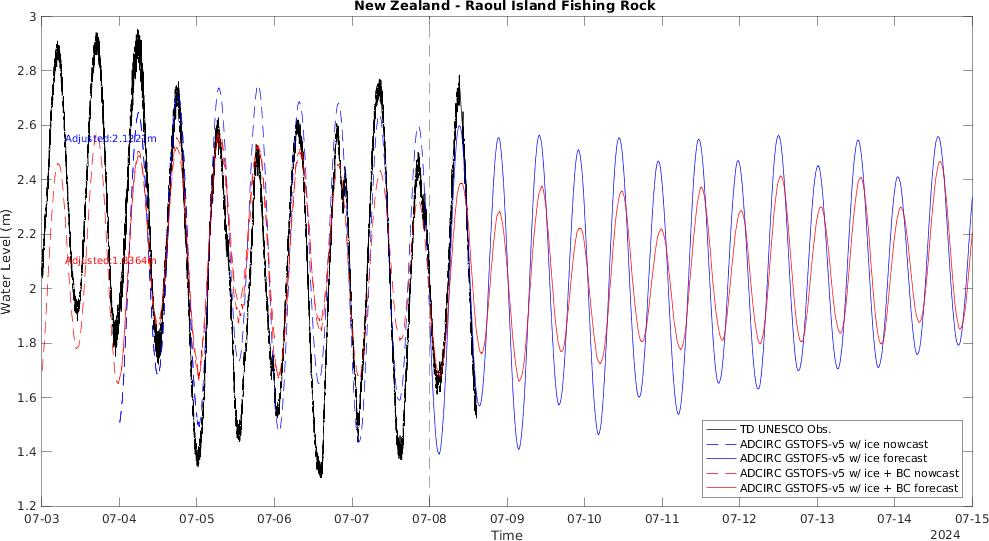 New Zealand - Raoul Island Fishing Rock
Water Level (m)
3
2.8
2.6
2.4
2.2
2
1.8
1.6
1.4
1.2
TD UNESCO Obs.
ADCIRC GSTOFS-v5 w/ ice nowcast
ADCIRC GSTOFS-v5 w/ ice forecast
ADCIRC GSTOFS-v5 w/ ice + BC nowcast
ADCIRC GSTOFS-v5 w/ ice + BC forecast
07-03 07-04 07-05 07-06 07-07 07-08 07-09 07-10 07-11 07-12 07-13 07-14 07-15
Time
2024